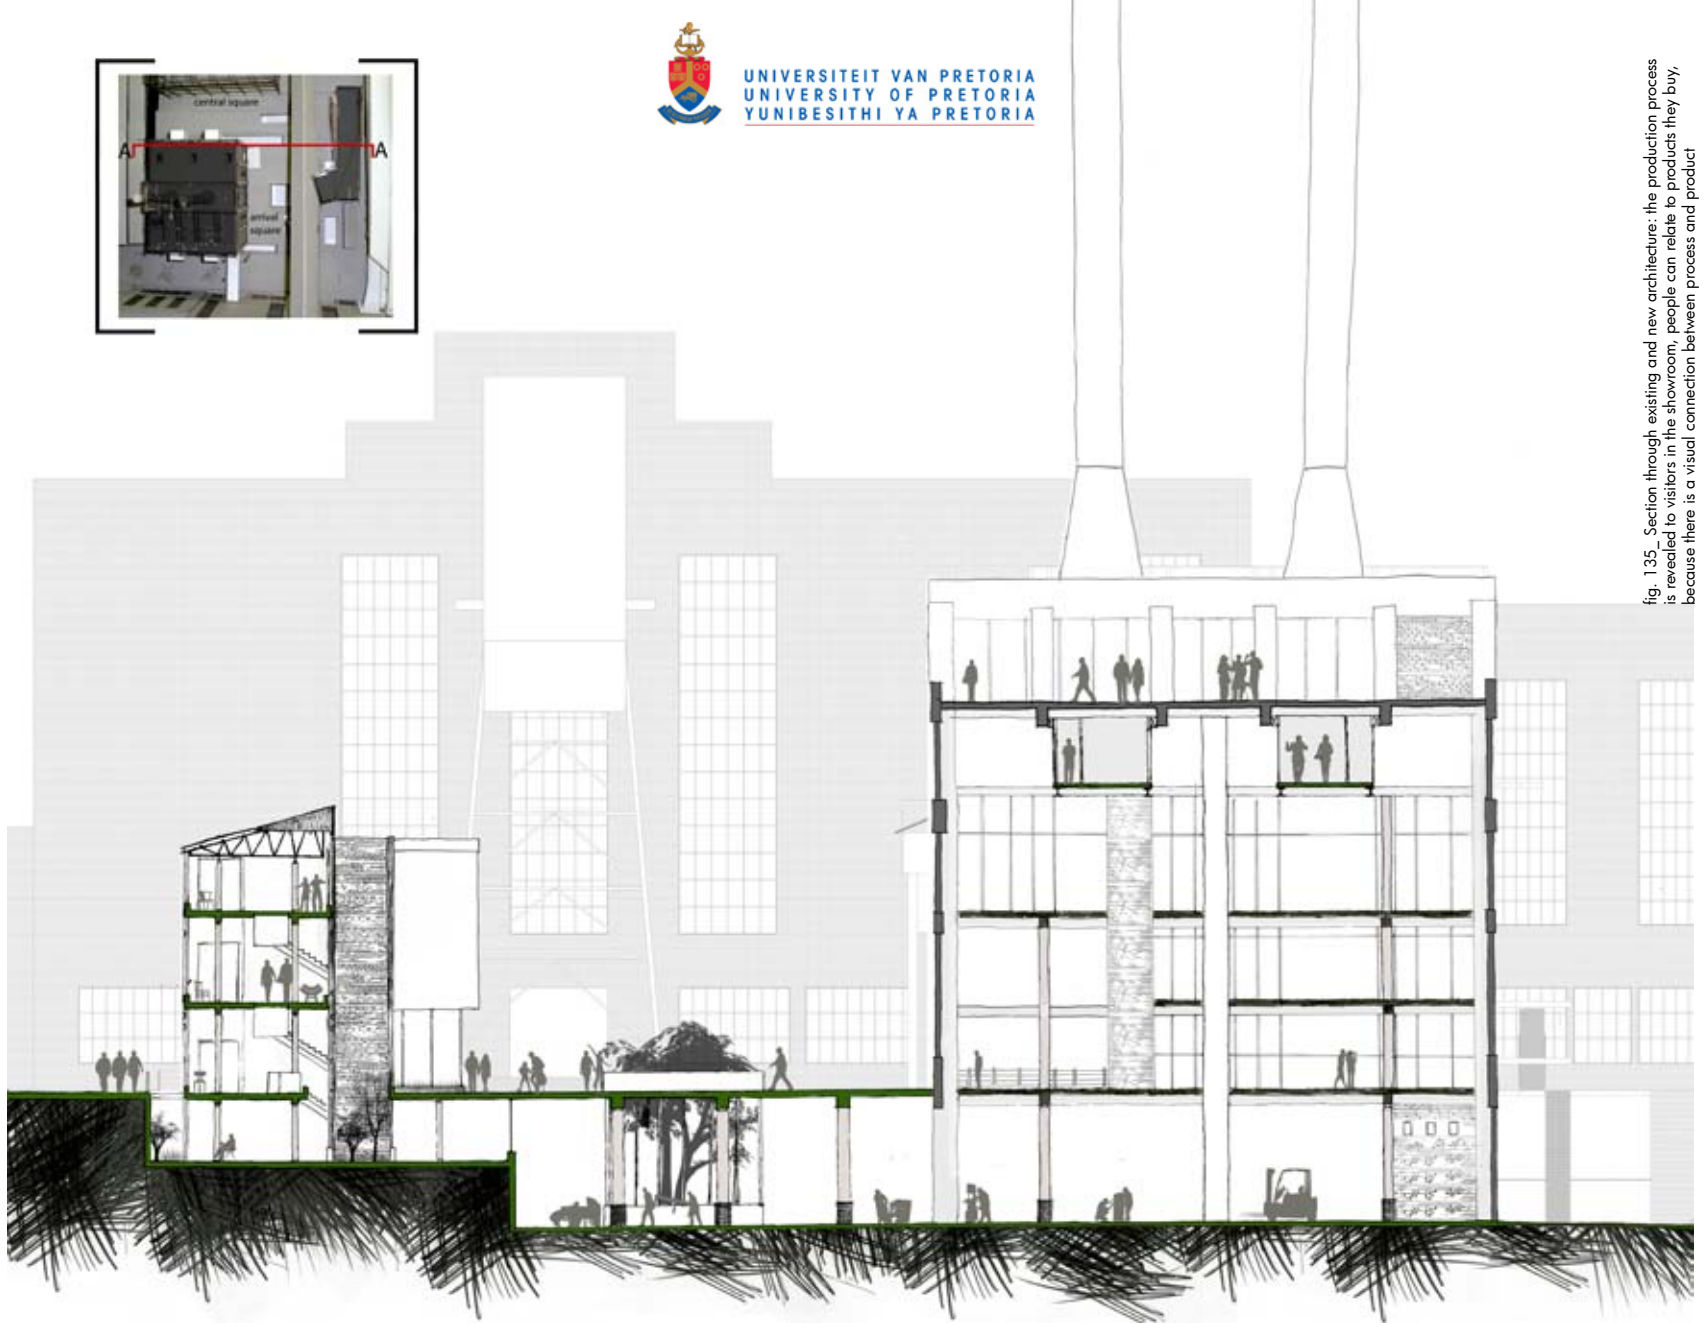 UNIVERSITEIT VAN PRETORIA
UNIVERSITY OF PRETORIA
YUNIBESITHI YA PRETORIA
central square
A
A
arrival
square
fig. 135_ Section through existing and new architecture: the production process
is revealed to visitors in the showroom, people can relate to products they buy,
because there is a visual connection between process and product